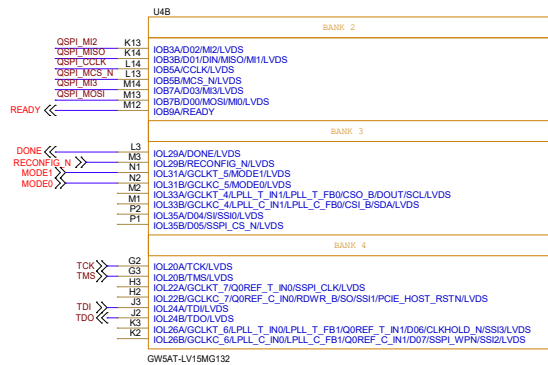 U4B
BANK 2
QSPI_MI2 K13 IOB3A/D02/MI2/LVDS
QSPI_MISO K14 IOB3B/D01/DIN/MISO/MI1/LVDS
QSPI_CCLK L14 IOB5A/CCLK/LVDS
QSPI_MCS_N L13 IOB5B/MCS_N/LVDS
QSPI_MI3 M14 IOB7A/D03/MI3/LVDS
QSPI_MOSI M13 IOB7B/D00/MOSI/MI0/LVDS
READY M12 IOB9A/READY
BANK 3
DONE L3 IOL29A/DONE/LVDS
RECONFIG_N M3 IOL29B/RECONFIG_N/LVDS
MODE1 N1 IOL31A/GCLKT_5/MODE1/LVDS
MODE0 N2 IOL31B/GCLKC_5/MODE0/LVDS
M2 IOL33A/GCLKT_4/LPLL_T_IN1/LPLL_T_FB0/CSO_B/DOUT/SCL/LVDS
M1 IOL33B/GCLKC_4/LPLL_C_IN1/LPLL_C_FB0/CSI_B/SDA/LVDS
P2 IOL35A/D04/SI/SSI0/LVDS
P1 IOL35B/D05/SSPI_CS_N/LVDS
BANK 4
TCK G2 IOL20A/TCK/LVDS
TMS G3 IOL20B/TMS/LVDS
H3 IOL22A/GCLKT_7/Q0REF_T_IN0/SSPI_CLK/LVDS
H2 IOL22B/GCLKC_7/Q0REF_C_IN0/RDWR_B/SO/SSI1/PCIE_HOST_RSTN/LVDS
TDI J3 IOL24A/TDI/LVDS
TDO J2 IOL24B/TDO/LVDS
K3 IOL26A/GCLKT_6/LPLL_T_IN0/LPLL_T_FB1/Q0REF_T_IN1/D06/CLKHOLD_N/SSI3/LVDS
K2 IOL26B/GCLKC_6/LPLL_C_IN0/LPLL_C_FB1/Q0REF_C_IN1/D07/SSPI_WPN/SSI2/LVDS
GW5AT-LV15MG132